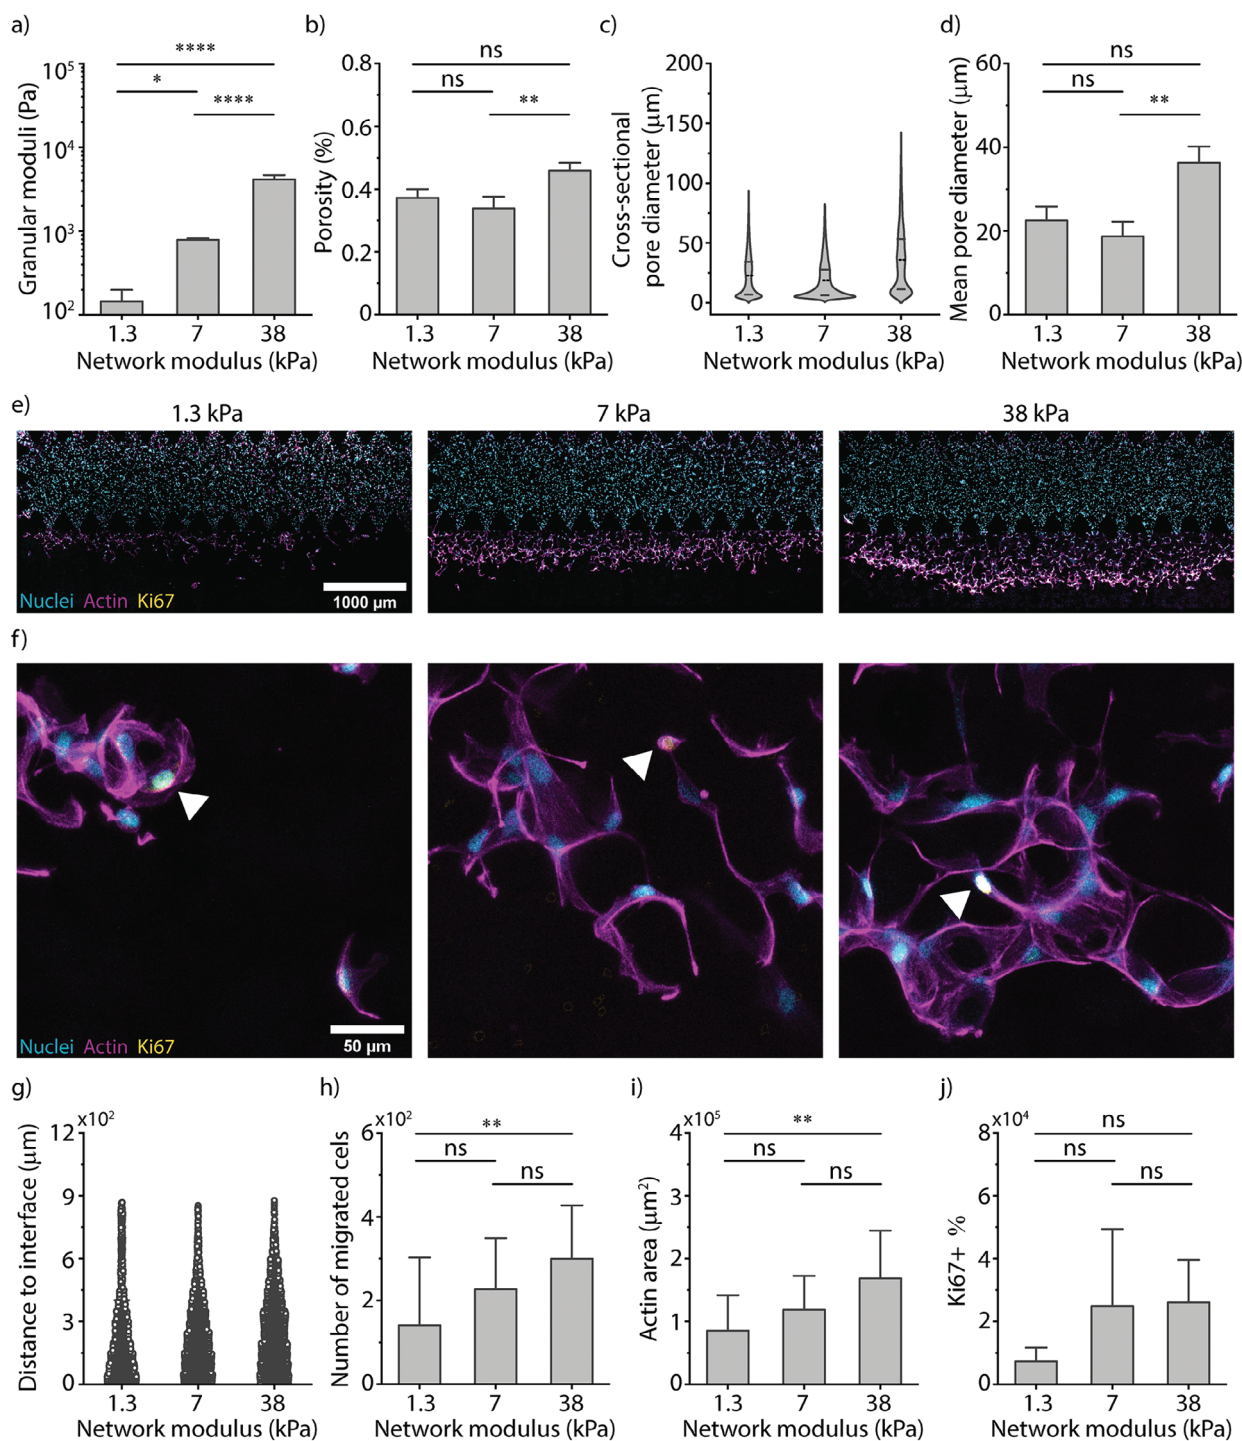 a)
****
*
****
Granular moduli (Pa)
10⁵
10⁴
10³
10²
1.3 7 38
Network modulus (kPa)
b)
ns
ns
**
Porosity (%)
0.8
0.6
0.4
0.2
0
1.3 7 38
Network modulus (kPa)
c)
Cross-sectional
pore diameter (μm)
200
150
100
50
0
1.3 7 38
Network modulus (kPa)
d)
ns
ns
**
Mean pore diameter (μm)
60
40
20
0
1.3 7 38
Network modulus (kPa)
e)
1.3 kPa 7 kPa 38 kPa
Nuclei Actin Ki67
1000 μm
f)
Nuclei Actin Ki67
50 μm
g)
x10²
Distance to interface (μm)
12
9
6
3
0
1.3 7 38
Network modulus (kPa)
h)
x10²
**
ns
ns
Number of migrated cels
6
4
2
0
1.3 7 38
Network modulus (kPa)
i)
x10⁵
**
ns
ns
Actin area (μm²)
4
3
2
1
0
1.3 7 38
Network modulus (kPa)
j)
x10⁴
ns
ns
ns
Ki67+ %
8
6
4
2
0
1.3 7 38
Network modulus (kPa)